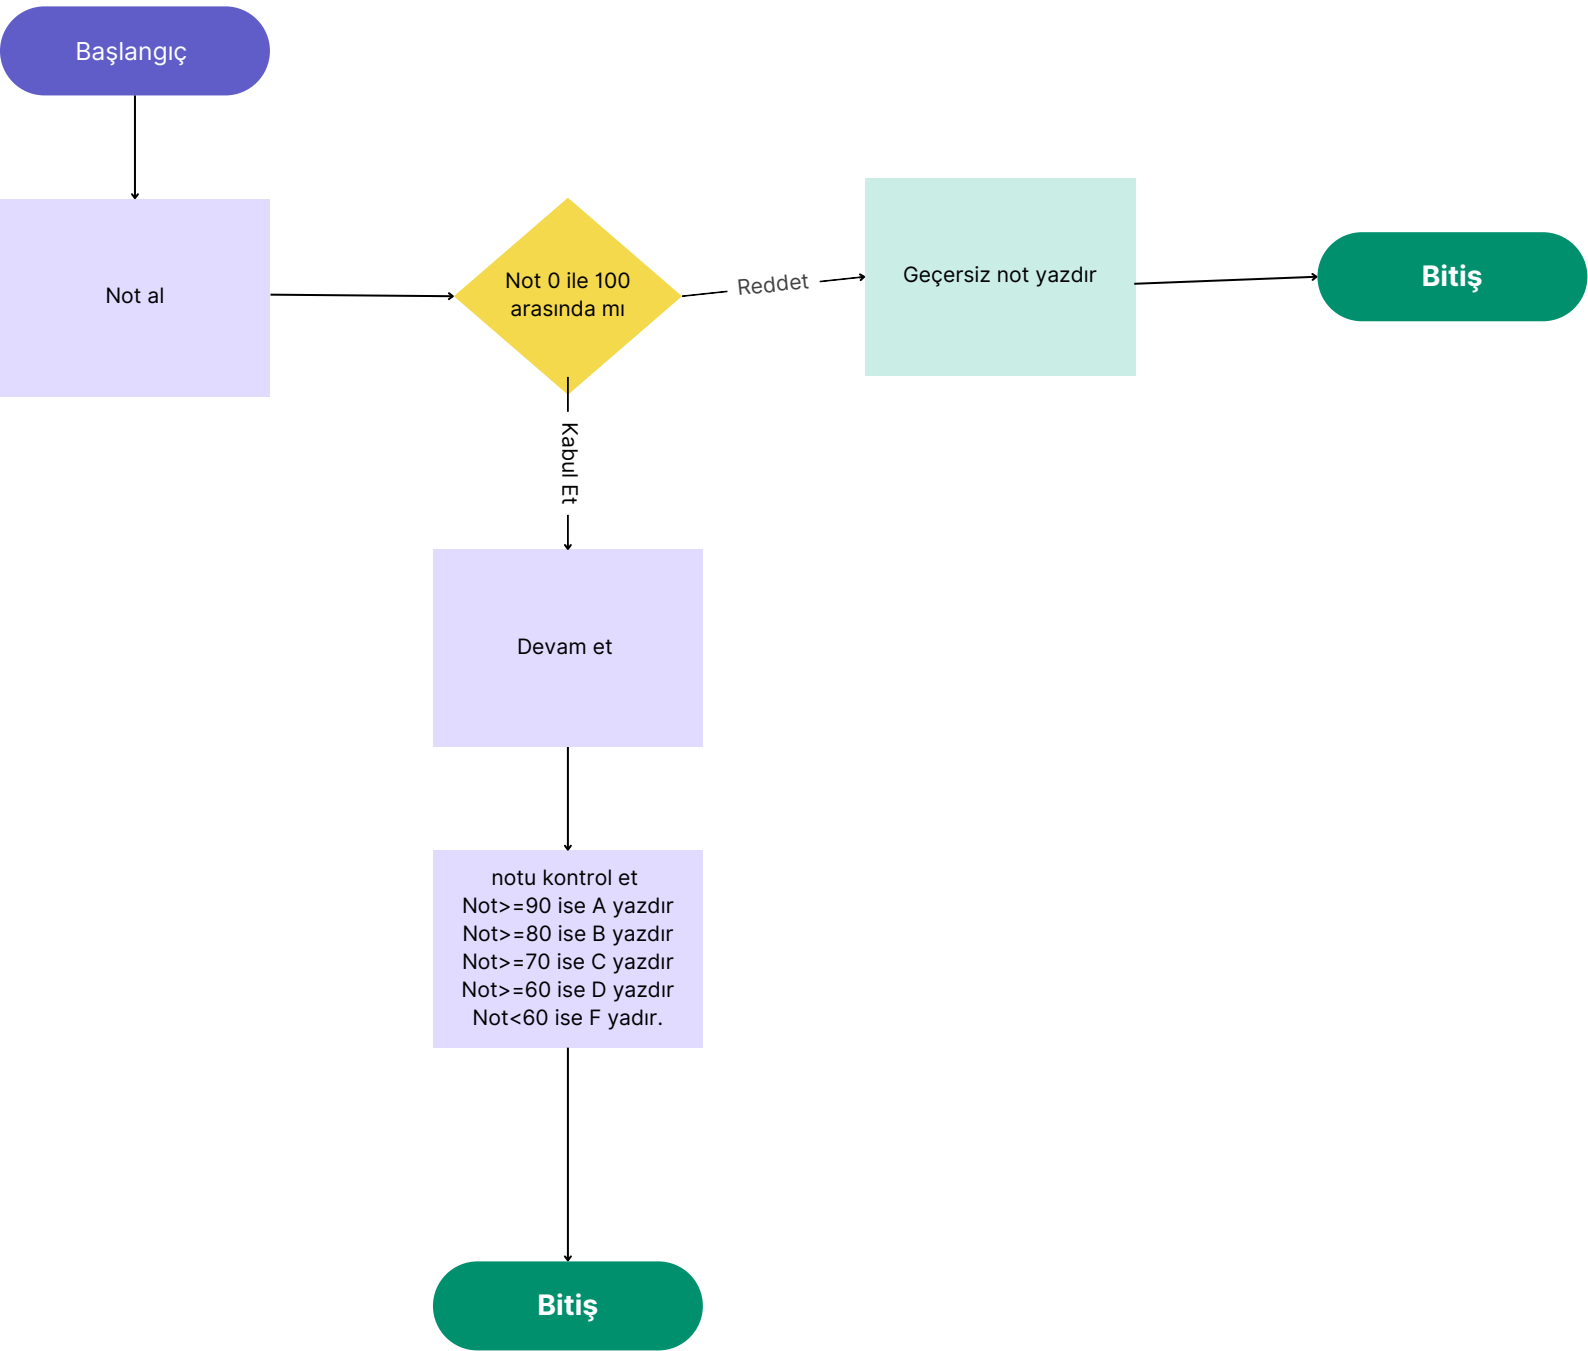 Başlangıç
Not al
Not 0 ile 100
arasında mı
Reddet
Geçersiz not yazdır
Bitiş
Kabul Et
Devam et
notu kontrol et
Not>=90 ise A yazdır
Not>=80 ise B yazdır
Not>=70 ise C yazdır
Not>=60 ise D yazdır
Not<60 ise F yadır.
Bitiş